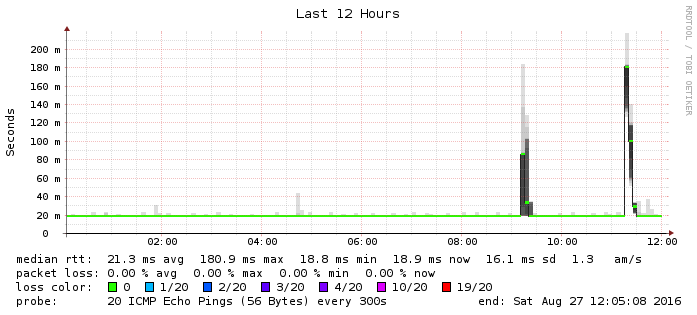 Last 12 Hours
RRDTOOL / TOBI OETIKER
Seconds
200 m
180 m
160 m
140 m
120 m
100 m
80 m
60 m
40 m
20 m
0
02:00 04:00 06:00 08:00 10:00 12:00
median rtt: 21.3 ms avg 180.9 ms max 18.8 ms min 18.9 ms now 16.1 ms sd 1.3 am/s
packet loss: 0.00 % avg 0.00 % max 0.00 % min 0.00 % now
loss color: 0 1/20 2/20 3/20 4/20 10/20 19/20
probe: 20 ICMP Echo Pings (56 Bytes) every 300s end: Sat Aug 27 12:05:08 2016